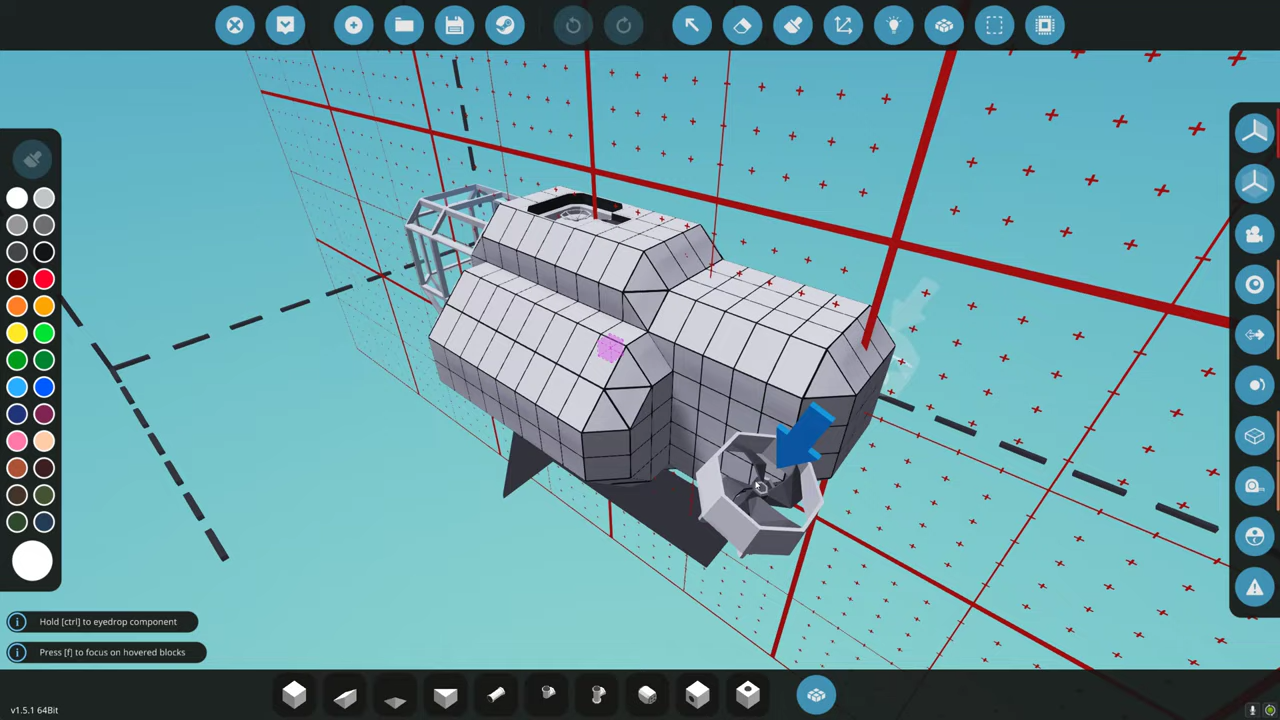 Hold [ctrl] to eyedrop component
Press [f] to focus on hovered blocks
v1.5.1 64Bit